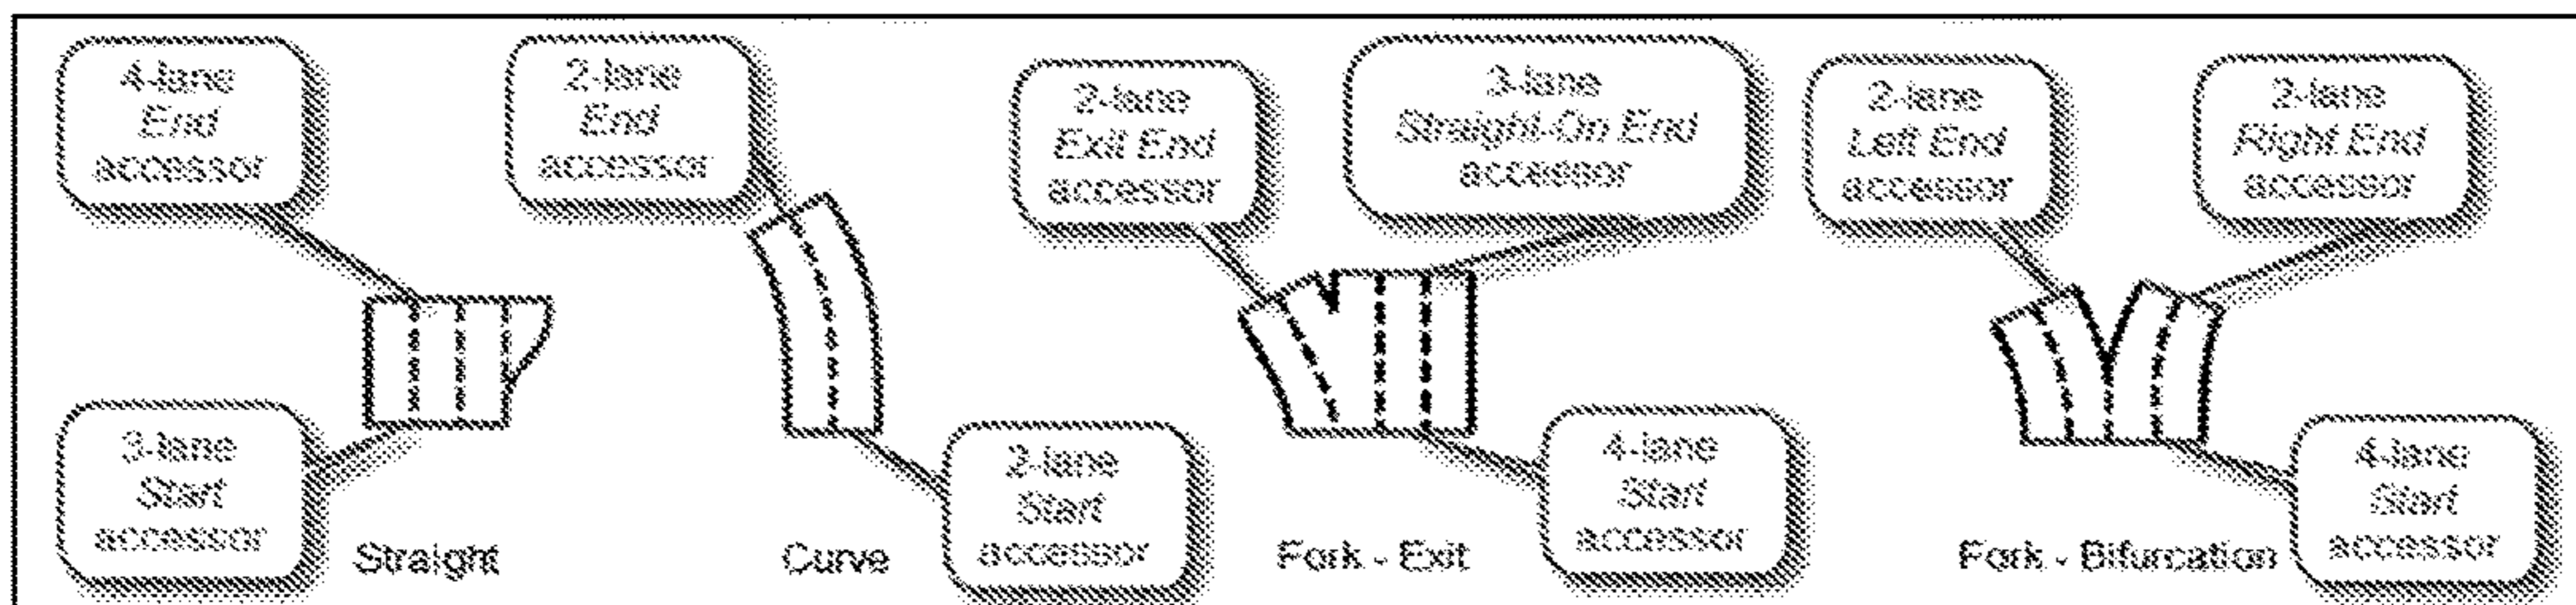 4-lane
End
accessor
2-lane
End
accessor
2-lane
Exit End
accessor
3-lane
Straight-On End
accessor
2-lane
Left End
accessor
2-lane
Right End
accessor
3-lane
Start
accessor
Straight
Curve
2-lane
Start
accessor
Fork - Exit
4-lane
Start
accessor
Fork - Bifurcation
4-lane
Start
accessor